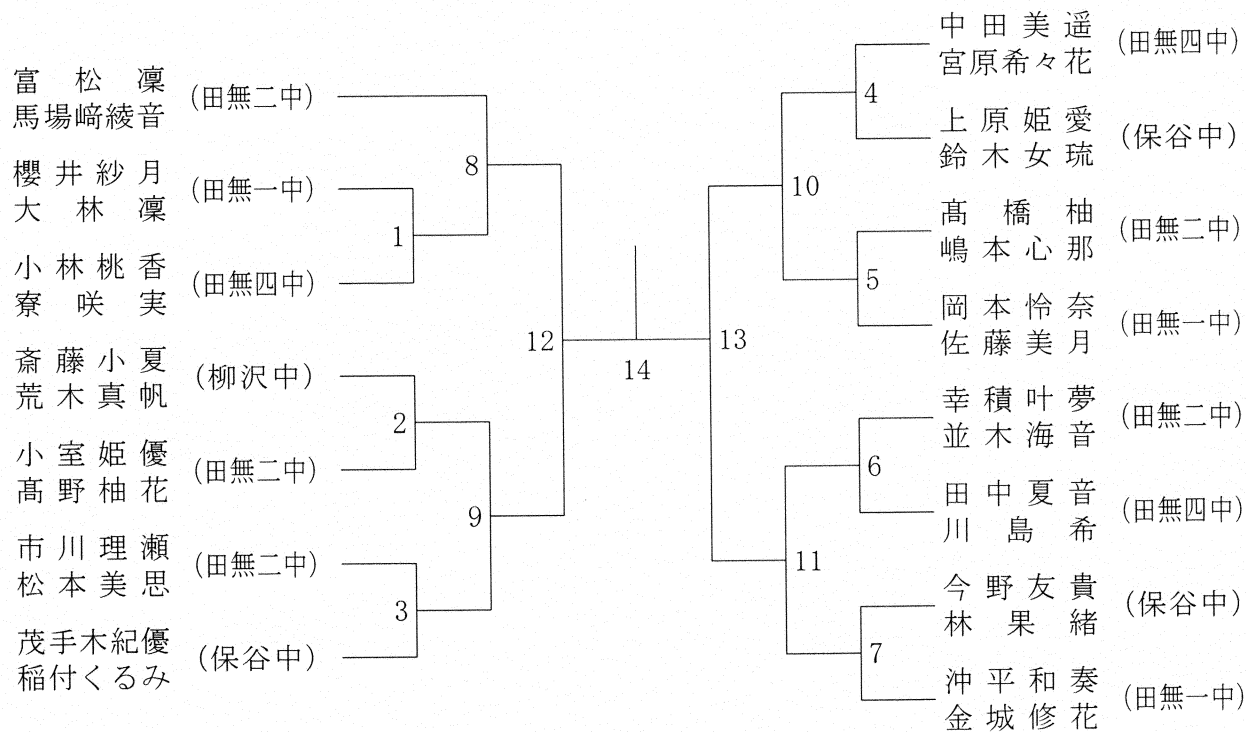 富松凜
馬場﨑綾音
(田無二中)
櫻井紗月
大林凜
(田無一中)
小林桃香
寮咲実
(田無四中)
斎藤小夏
荒木真帆
(柳沢中)
小室姫優
髙野柚花
(田無二中)
市川理瀬
松本美思
(田無二中)
茂手木紀優
稲付くるみ
(保谷中)
1
2
3
8
9
12
14
13
10
11
4
5
6
7
中田美遥
宮原希々花
(田無四中)
上原姫愛
鈴木女琉
(保谷中)
髙橋柚
嶋本心那
(田無二中)
岡本怜奈
佐藤美月
(田無一中)
幸積叶夢
並木海音
(田無二中)
田中夏音
川島希
(田無四中)
今野友貴
林果緒
(保谷中)
沖平和奏
金城修花
(田無一中)